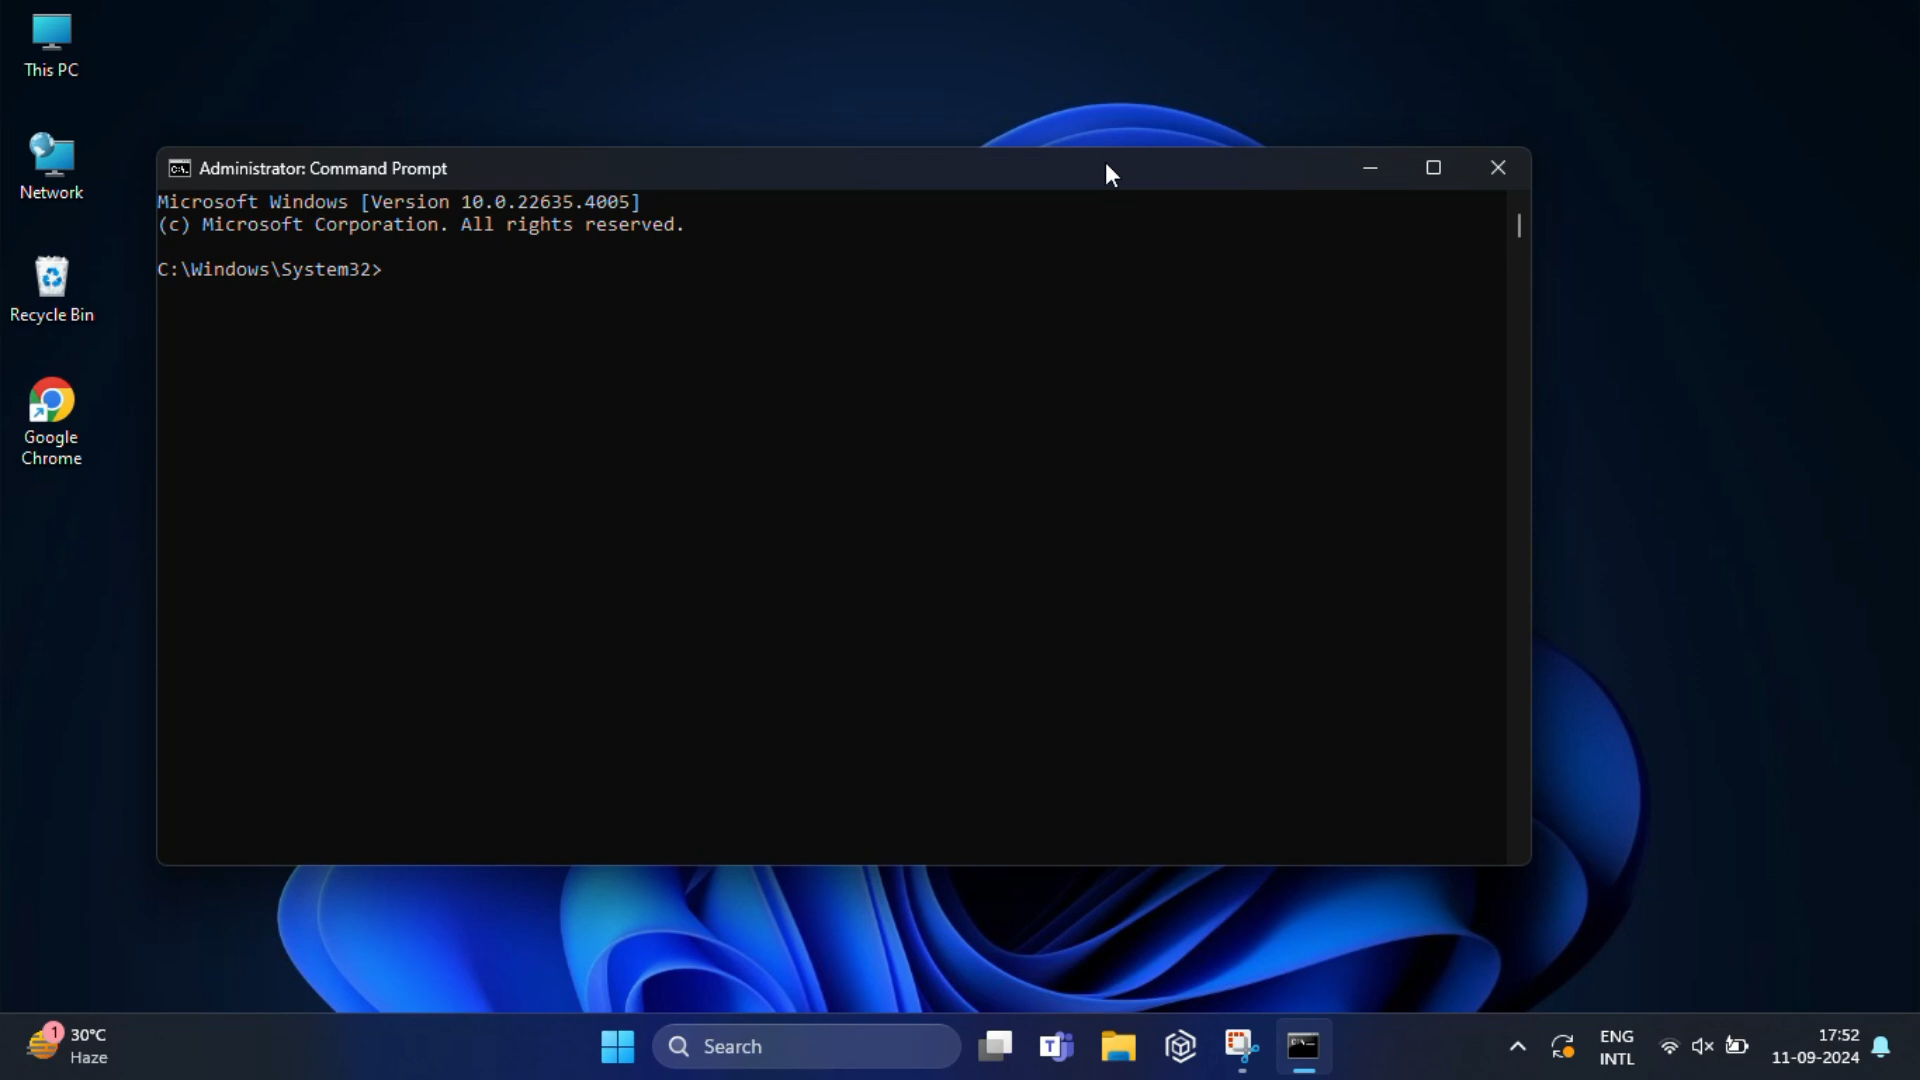 This PC
Network
Recycle Bin
Google
Chrome
Administrator: Command Prompt
Microsoft Windows [Version 10.0.22635.4005]
(c) Microsoft Corporation. All rights reserved.
C:\Windows\System32>
1
30°C
Haze
Search
T
ENG
INTL
17:52
11-09-2024